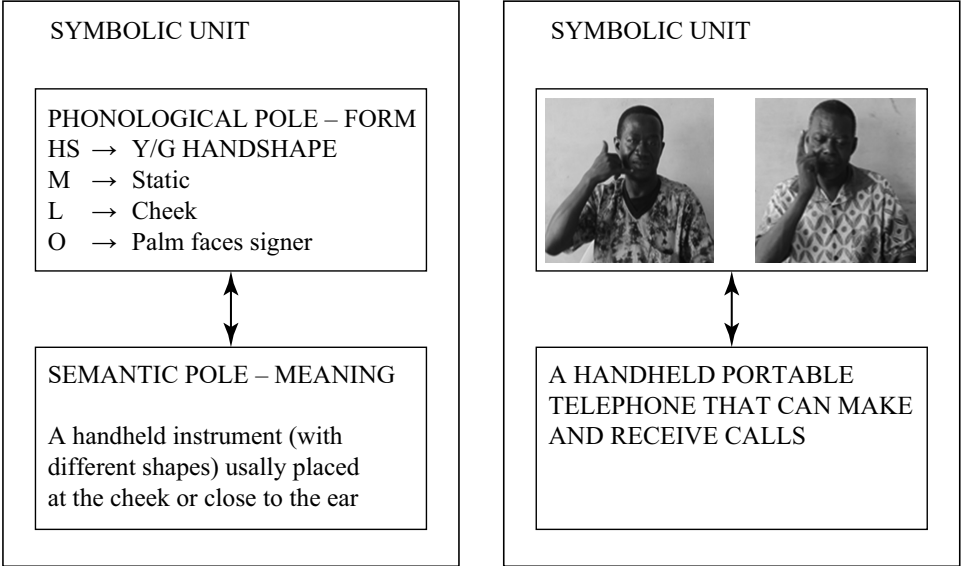 SYMBOLIC UNIT
PHONOLOGICAL POLE – FORM
HS → Y/G HANDSHAPE
M → Static
L → Cheek
O → Palm faces signer
SEMANTIC POLE – MEANING
A handheld instrument (with
different shapes) usally placed
at the cheek or close to the ear
SYMBOLIC UNIT
A HANDHELD PORTABLE
TELEPHONE THAT CAN MAKE
AND RECEIVE CALLS